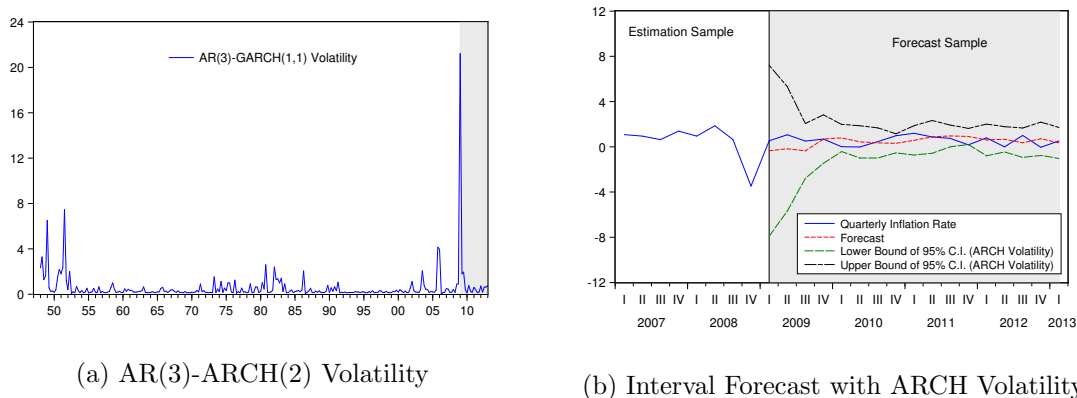 24
20
16
12
8
4
0
AR(3)-GARCH(1,1) Volatility
50 55 60 65 70 75 80 85 90 95 00 05 10
(a) AR(3)-ARCH(2) Volatility
12
8
4
0
-4
-8
-12
Estimation Sample
Forecast Sample
Quarterly Inflation Rate
Forecast
Lower Bound of 95% C.I. (ARCH Volatility)
Upper Bound of 95% C.I. (ARCH Volatility)
I II III IV I II III IV I II III IV I II III IV I II III IV I II III IV I
2007 2008 2009 2010 2011 2012 2013
(b) Interval Forecast with ARCH Volatility